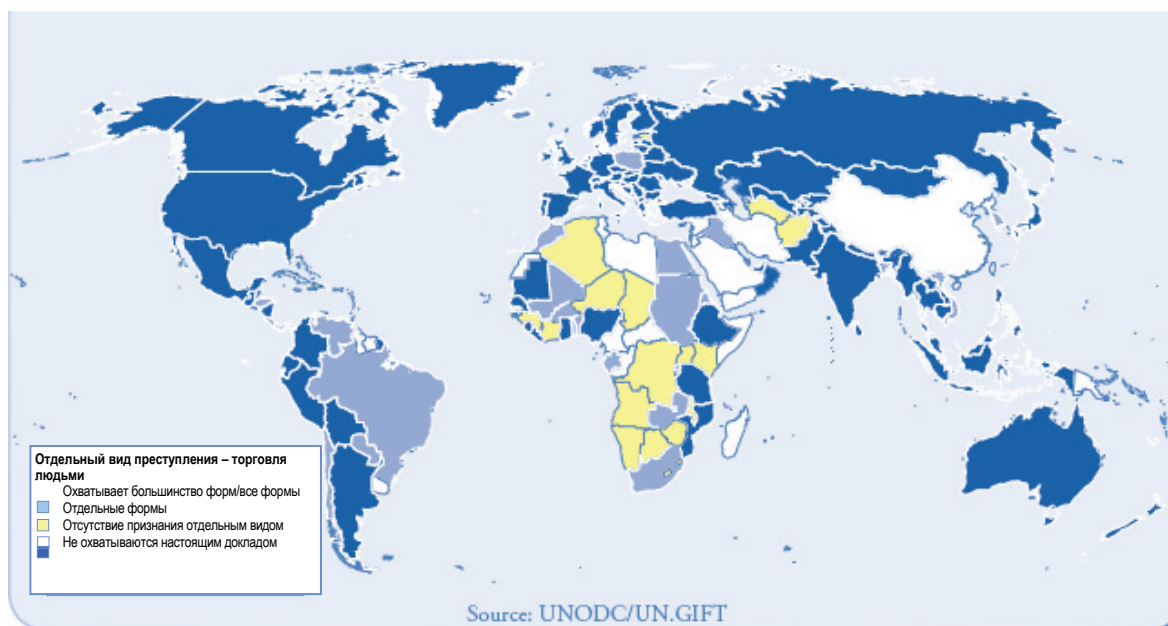 Отдельный вид преступления – торговля
людьми
Охватывает большинство форм/все формы
Отдельные формы
Отсутствие признания отдельным видом
Не охватываются настоящим докладом
Source: UNODC/UN.GIFT